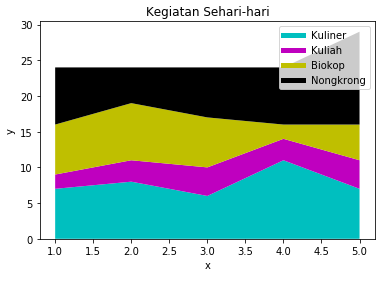 Kegiatan Sehari-hari
Kuliner
Kuliah
Biokop
Nongkrong
y
30
25
20
15
10
5
0
1.0 1.5 2.0 2.5 3.0 3.5 4.0 4.5 5.0
x